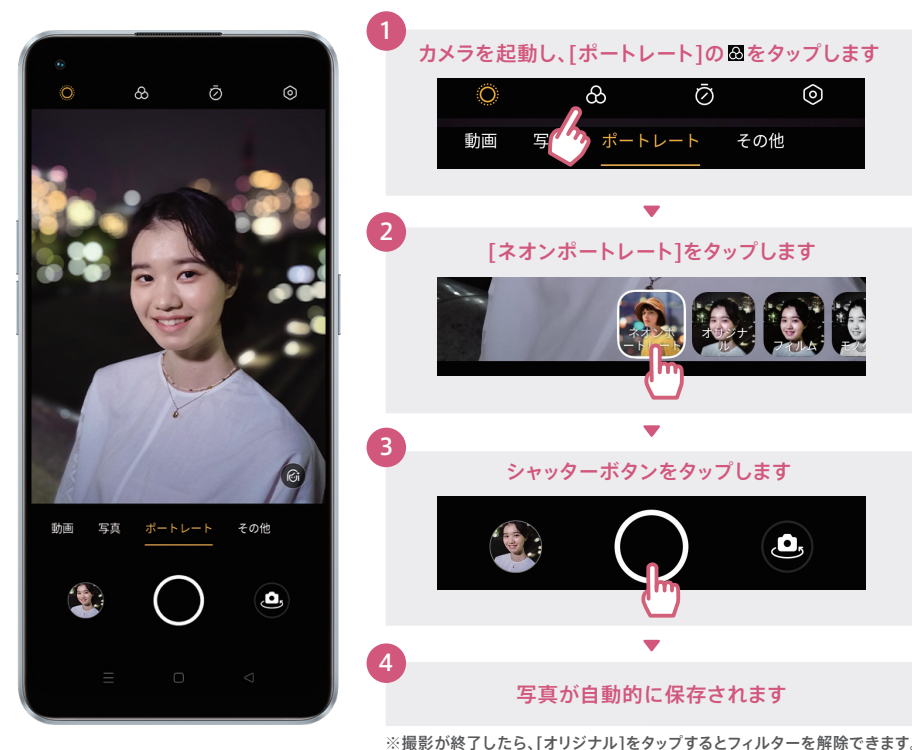 動画 写真 ポートレート その他
1
カメラを起動し、[ポートレート]の をタップします
動画 写 ポートレート その他
2
[ネオンポートレート]をタップします
ネオンポ オリジナ
ートレート ル フィルム モノ
3
シャッターボタンをタップします
4
写真が自動的に保存されます
※撮影が終了したら、[オリジナル]をタップするとフィルターを解除できます。